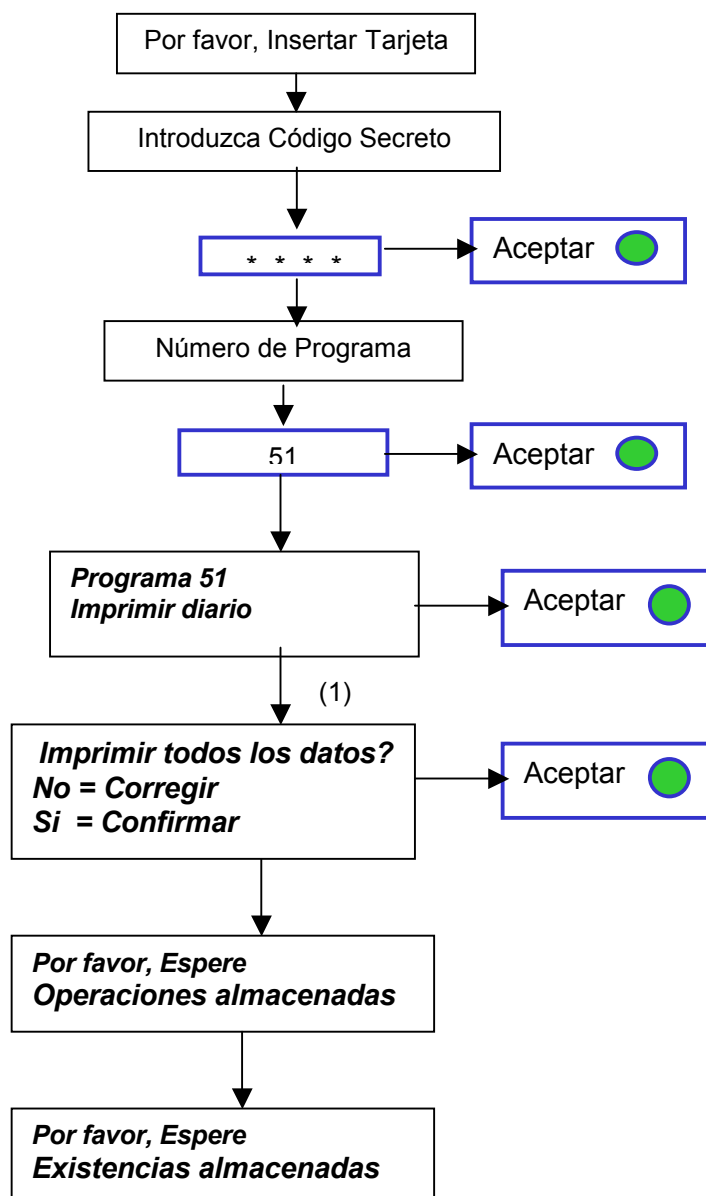 Por favor, Insertar Tarjeta
Introduzca Código Secreto
* * * *
Aceptar
Número de Programa
51
Aceptar
Programa 51
Imprimir diario
Aceptar
(1)
Imprimir todos los datos?
No = Corregir
Si = Confirmar
Aceptar
Por favor, Espere
Operaciones almacenadas
Por favor, Espere
Existencias almacenadas